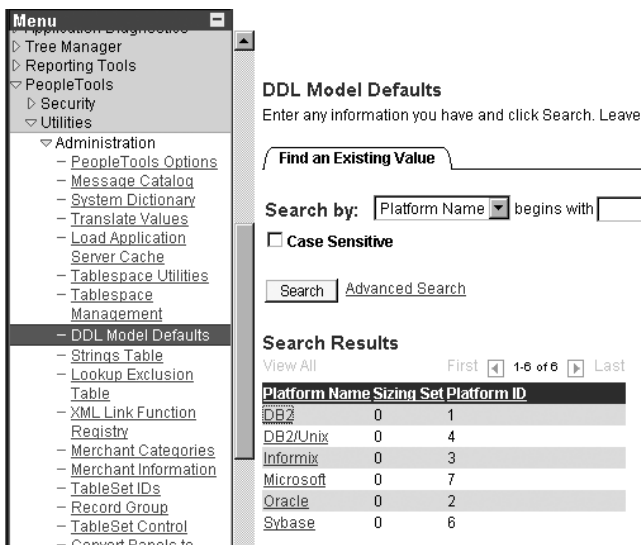 Menu
Application Diagnostics
Tree Manager
Reporting Tools
PeopleTools
Security
Utilities
Administration
PeopleTools Options
Message Catalog
System Dictionary
Translate Values
Load Application
Server Cache
Tablespace Utilities
Tablespace
Management
DDL Model Defaults
Strings Table
Lookup Exclusion
Table
XML Link Function
Registry
Merchant Categories
Merchant Information
TableSet IDs
Record Group
TableSet Control
Convert Panels to
DDL Model Defaults
Enter any information you have and click Search. Leave
Find an Existing Value
Search by: Platform Name begins with
Case Sensitive
Search Advanced Search
Search Results
View All First 1-6 of 6 Last
Platform Name Sizing Set Platform ID
DB2 0 1
DB2/Unix 0 4
Informix 0 3
Microsoft 0 7
Oracle 0 2
Sybase 0 6